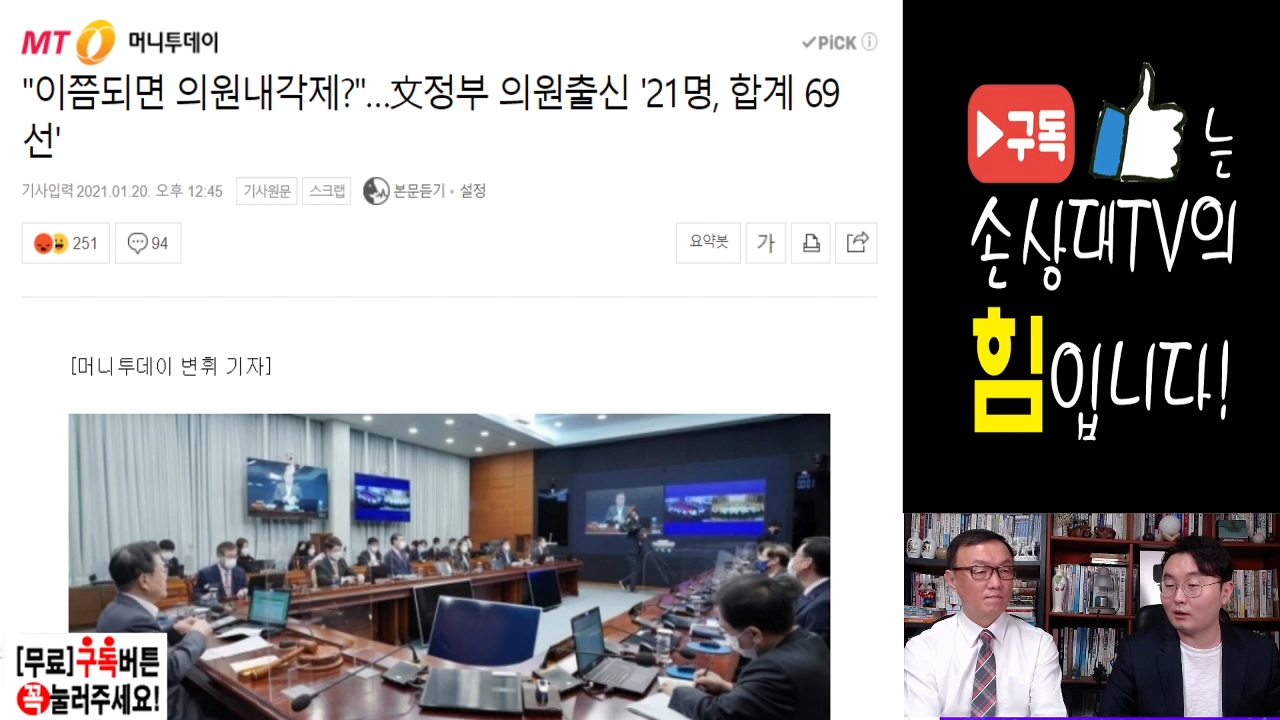 MT 머니투데이
✓PiCK ⓘ
"이쯤되면 의원내각제?"...文정부 의원출신 '21명, 합계 69
선'
기사입력 2021.01.20. 오후 12:45 기사원문 스크랩 본문듣기 • 설정
251 94
요약봇 가
[머니투데이 변휘 기자]
[무료]구독버튼
꼭눌러주세요!
구독 는
손상대TV의
힘입니다!